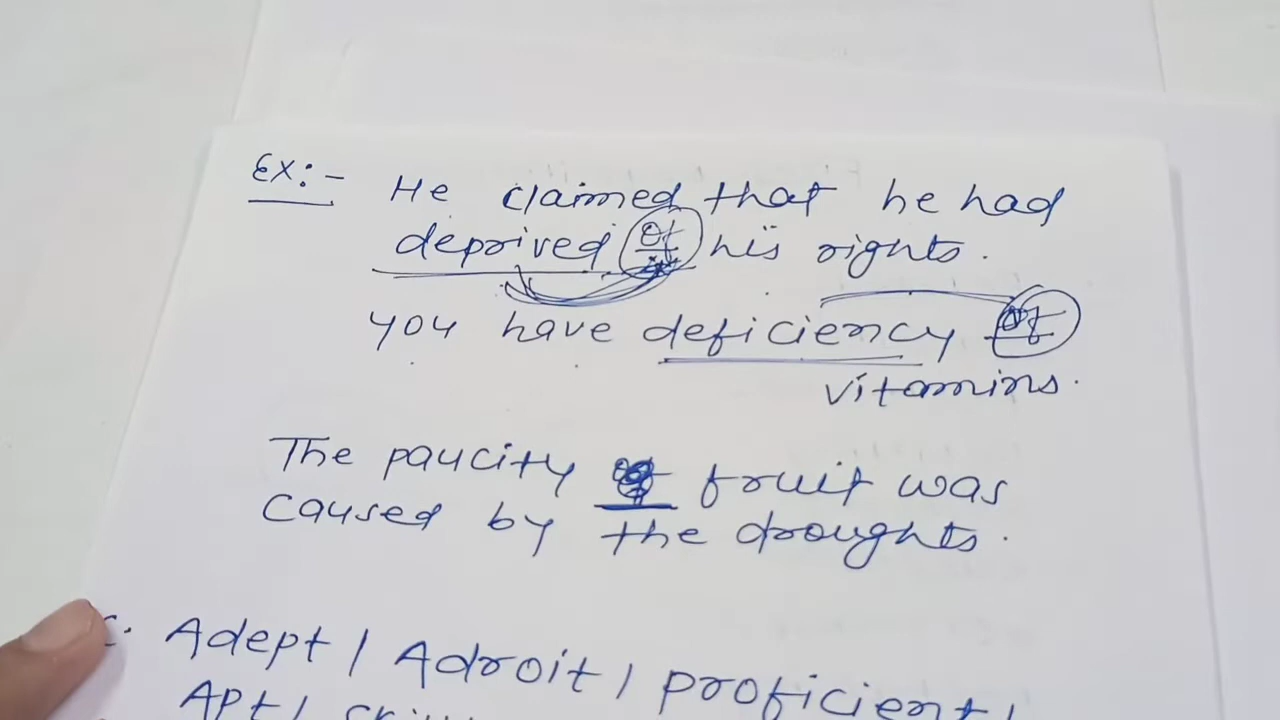 Ex:- He claimed that he had
deprived of his rights.
you have deficiency of
vitamins.
The paucity of fruit was
caused by the droughts.
Adept / Adroit / proficient /
Apt /